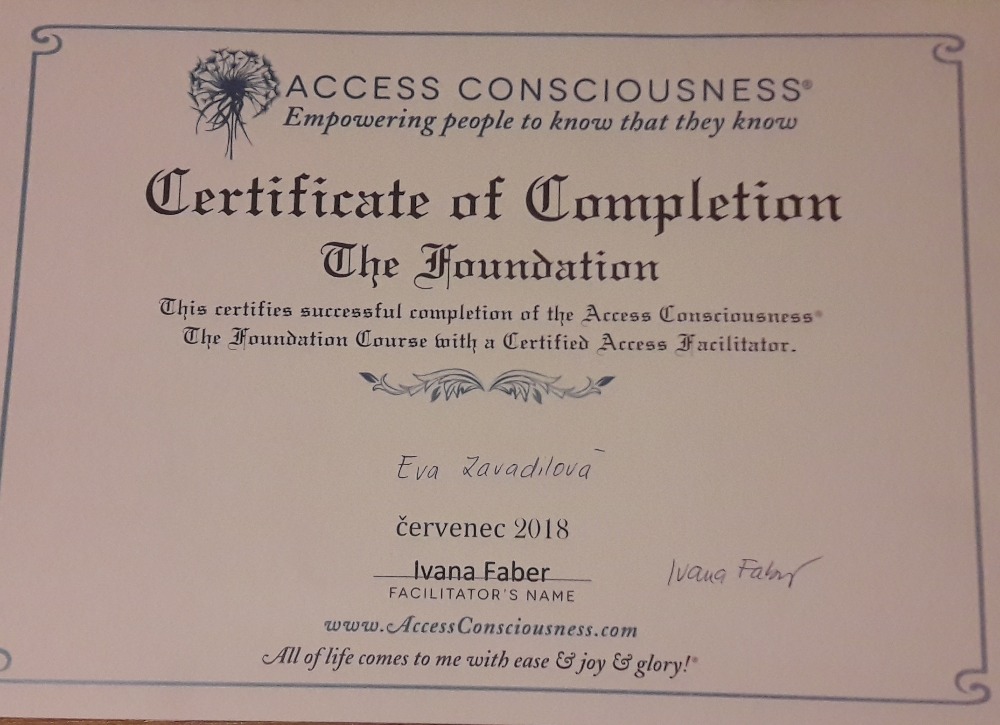 ACCESS CONSCIOUSNESS®
Empowering people to know that they know
Certificate of Completion
The Foundation
This certifies successful completion of the Access Consciousness®
The Foundation Course with a Certified Access Facilitator.
Eva Zavadilová
červenec 2018
Ivana Faber
Ivana Faber
FACILITATOR'S NAME
www.AccessConsciousness.com
All of life comes to me with ease & joy & glory!®